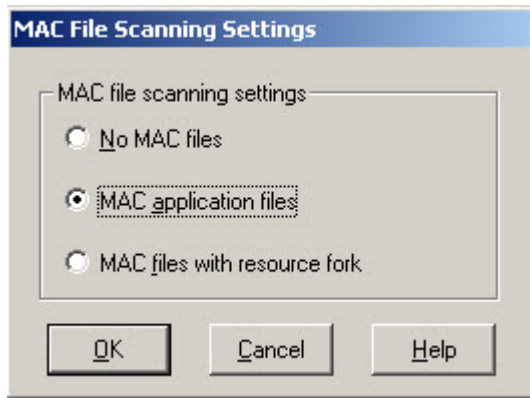 MAC File Scanning Settings
MAC file scanning settings
No MAC files
MAC application files
MAC files with resource fork
OK Cancel Help